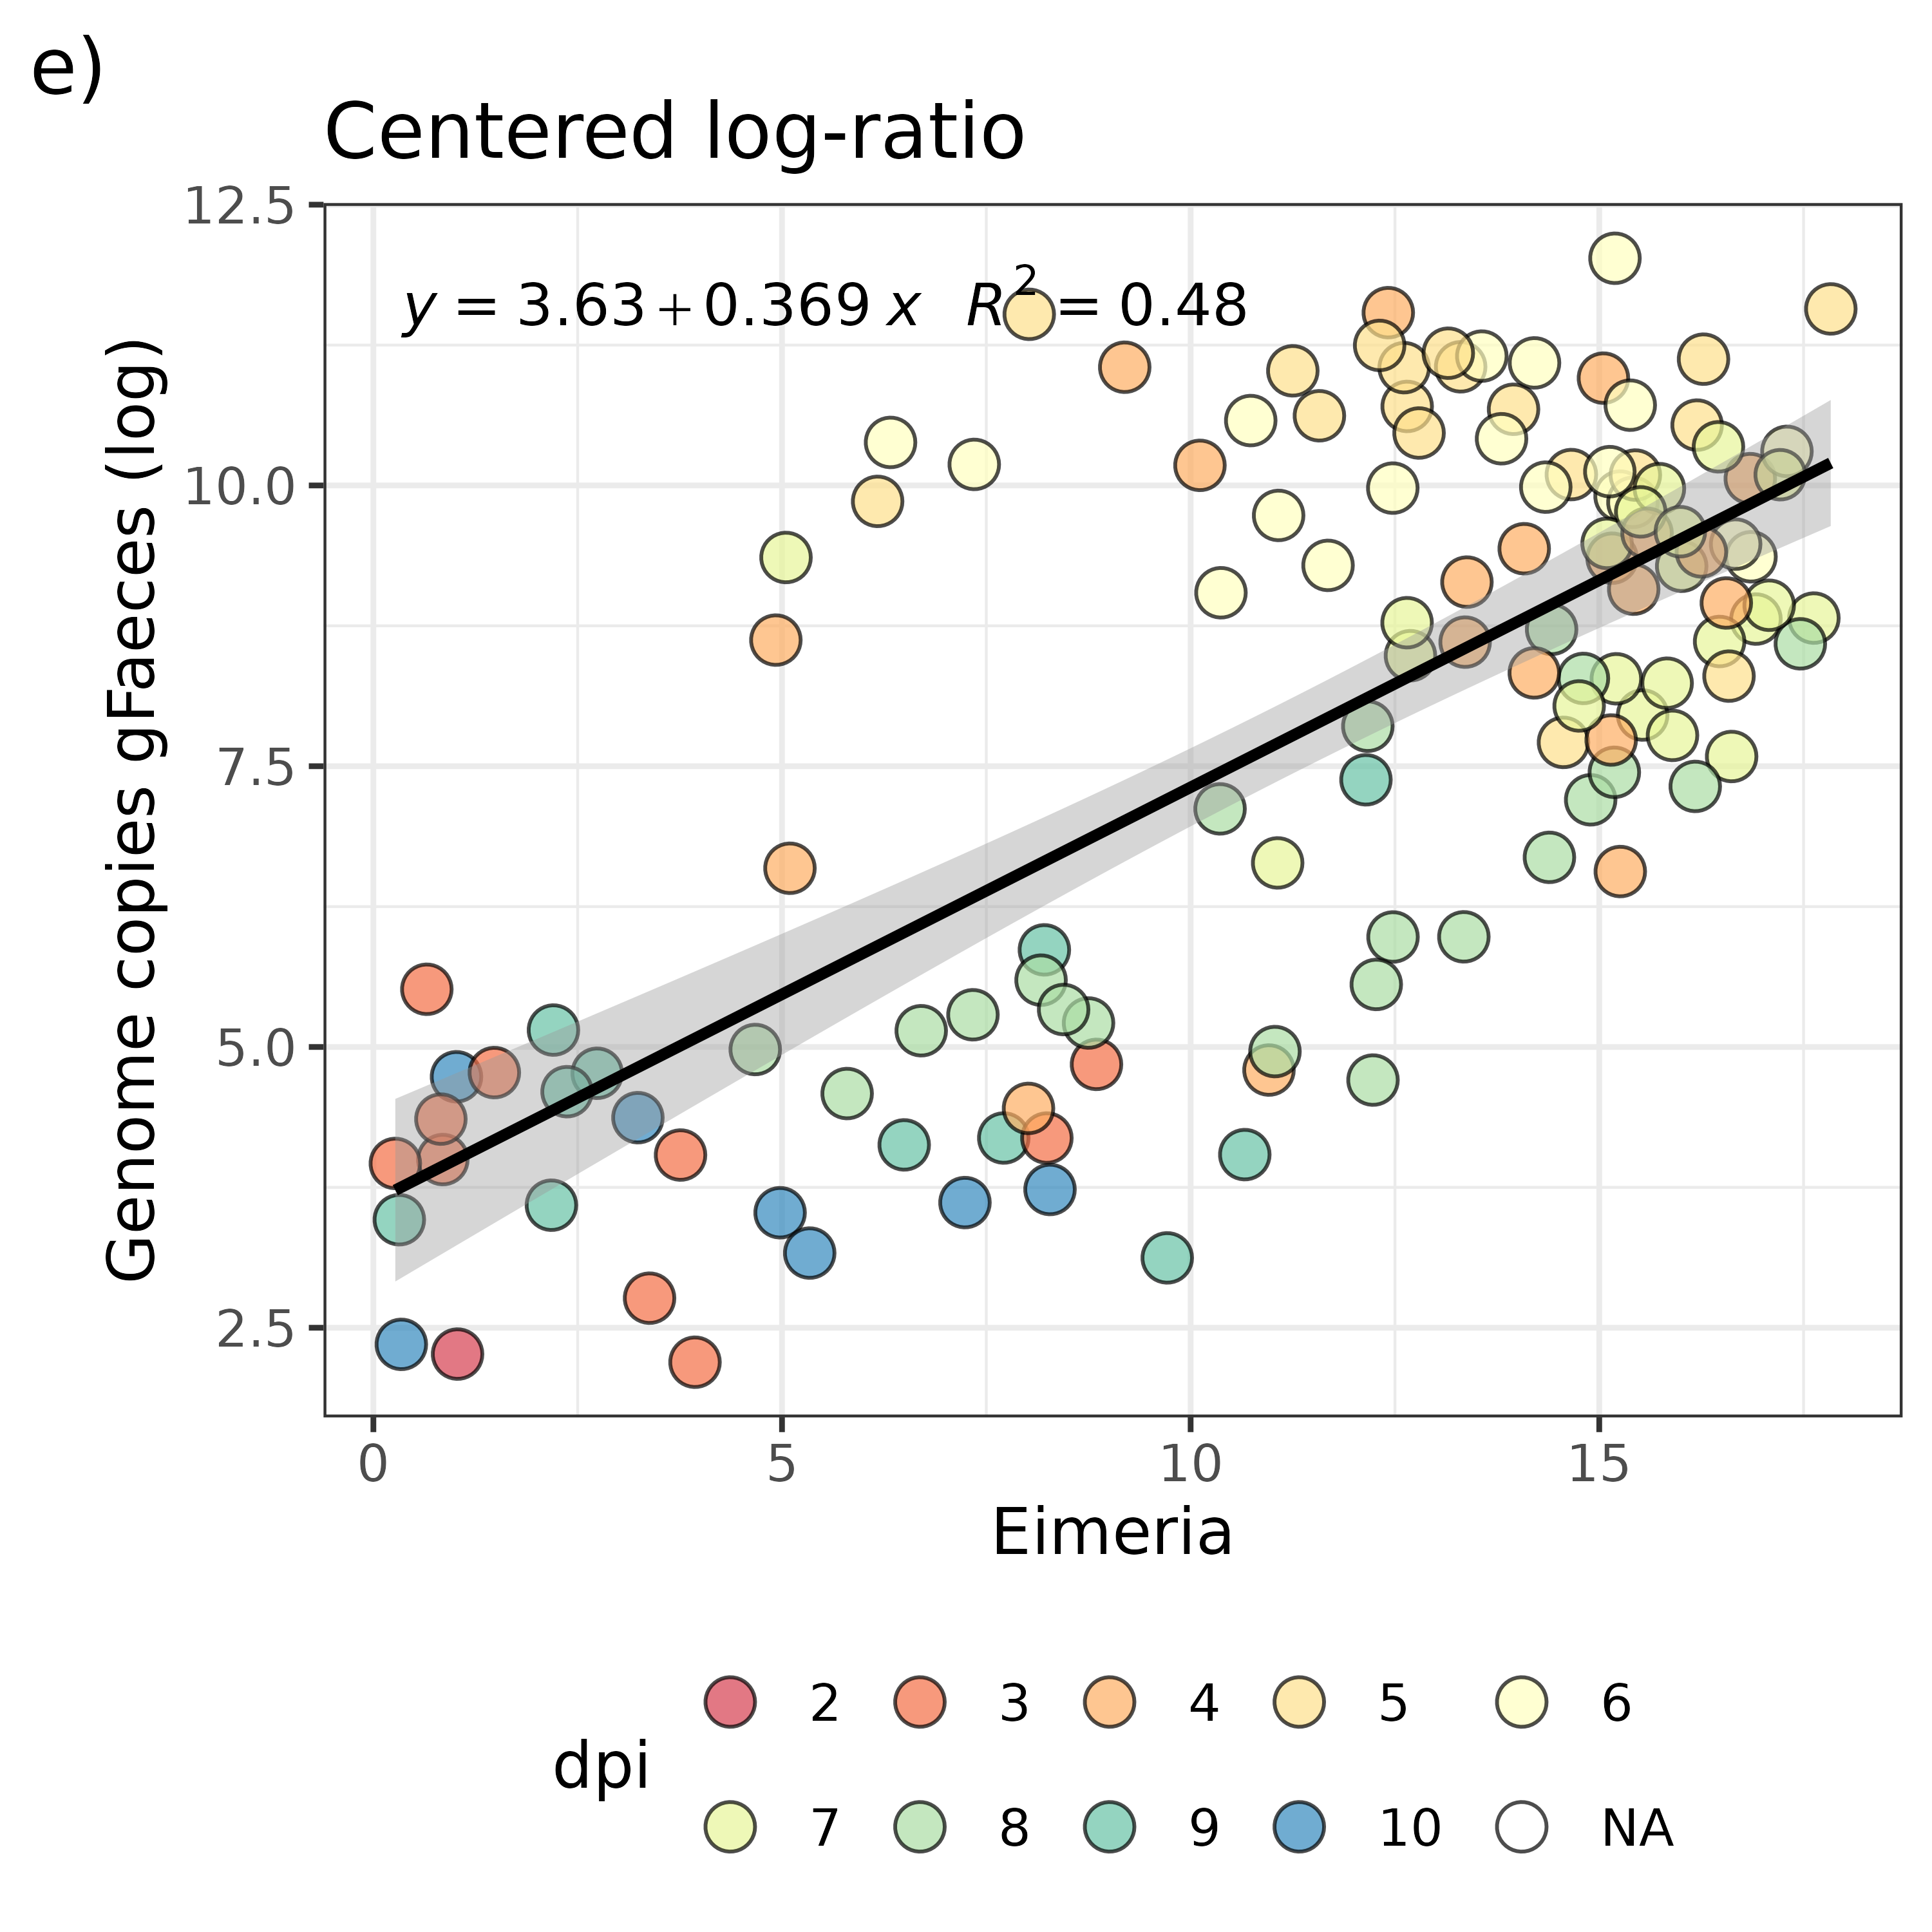 e)
Centered log-ratio
y = 3.63 + 0.369 x R² = 0.48
12.5
10.0
7.5
5.0
2.5
Genome copies gFaeces (log)
0 5 10 15
Eimeria
dpi
2 3 4 5 6
7 8 9 10 NA